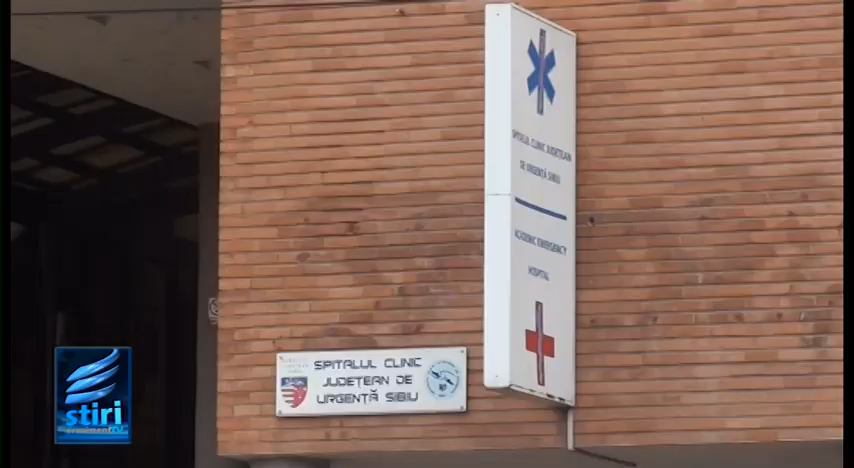 SPITALUL CLINIC JUDEȚEAN
DE URGENȚĂ SIBIU
ACADEMIC EMERGENCY
HOSPITAL
SPITALUL CLINIC
JUDEȚEAN DE
URGENȚĂ SIBIU
stiri